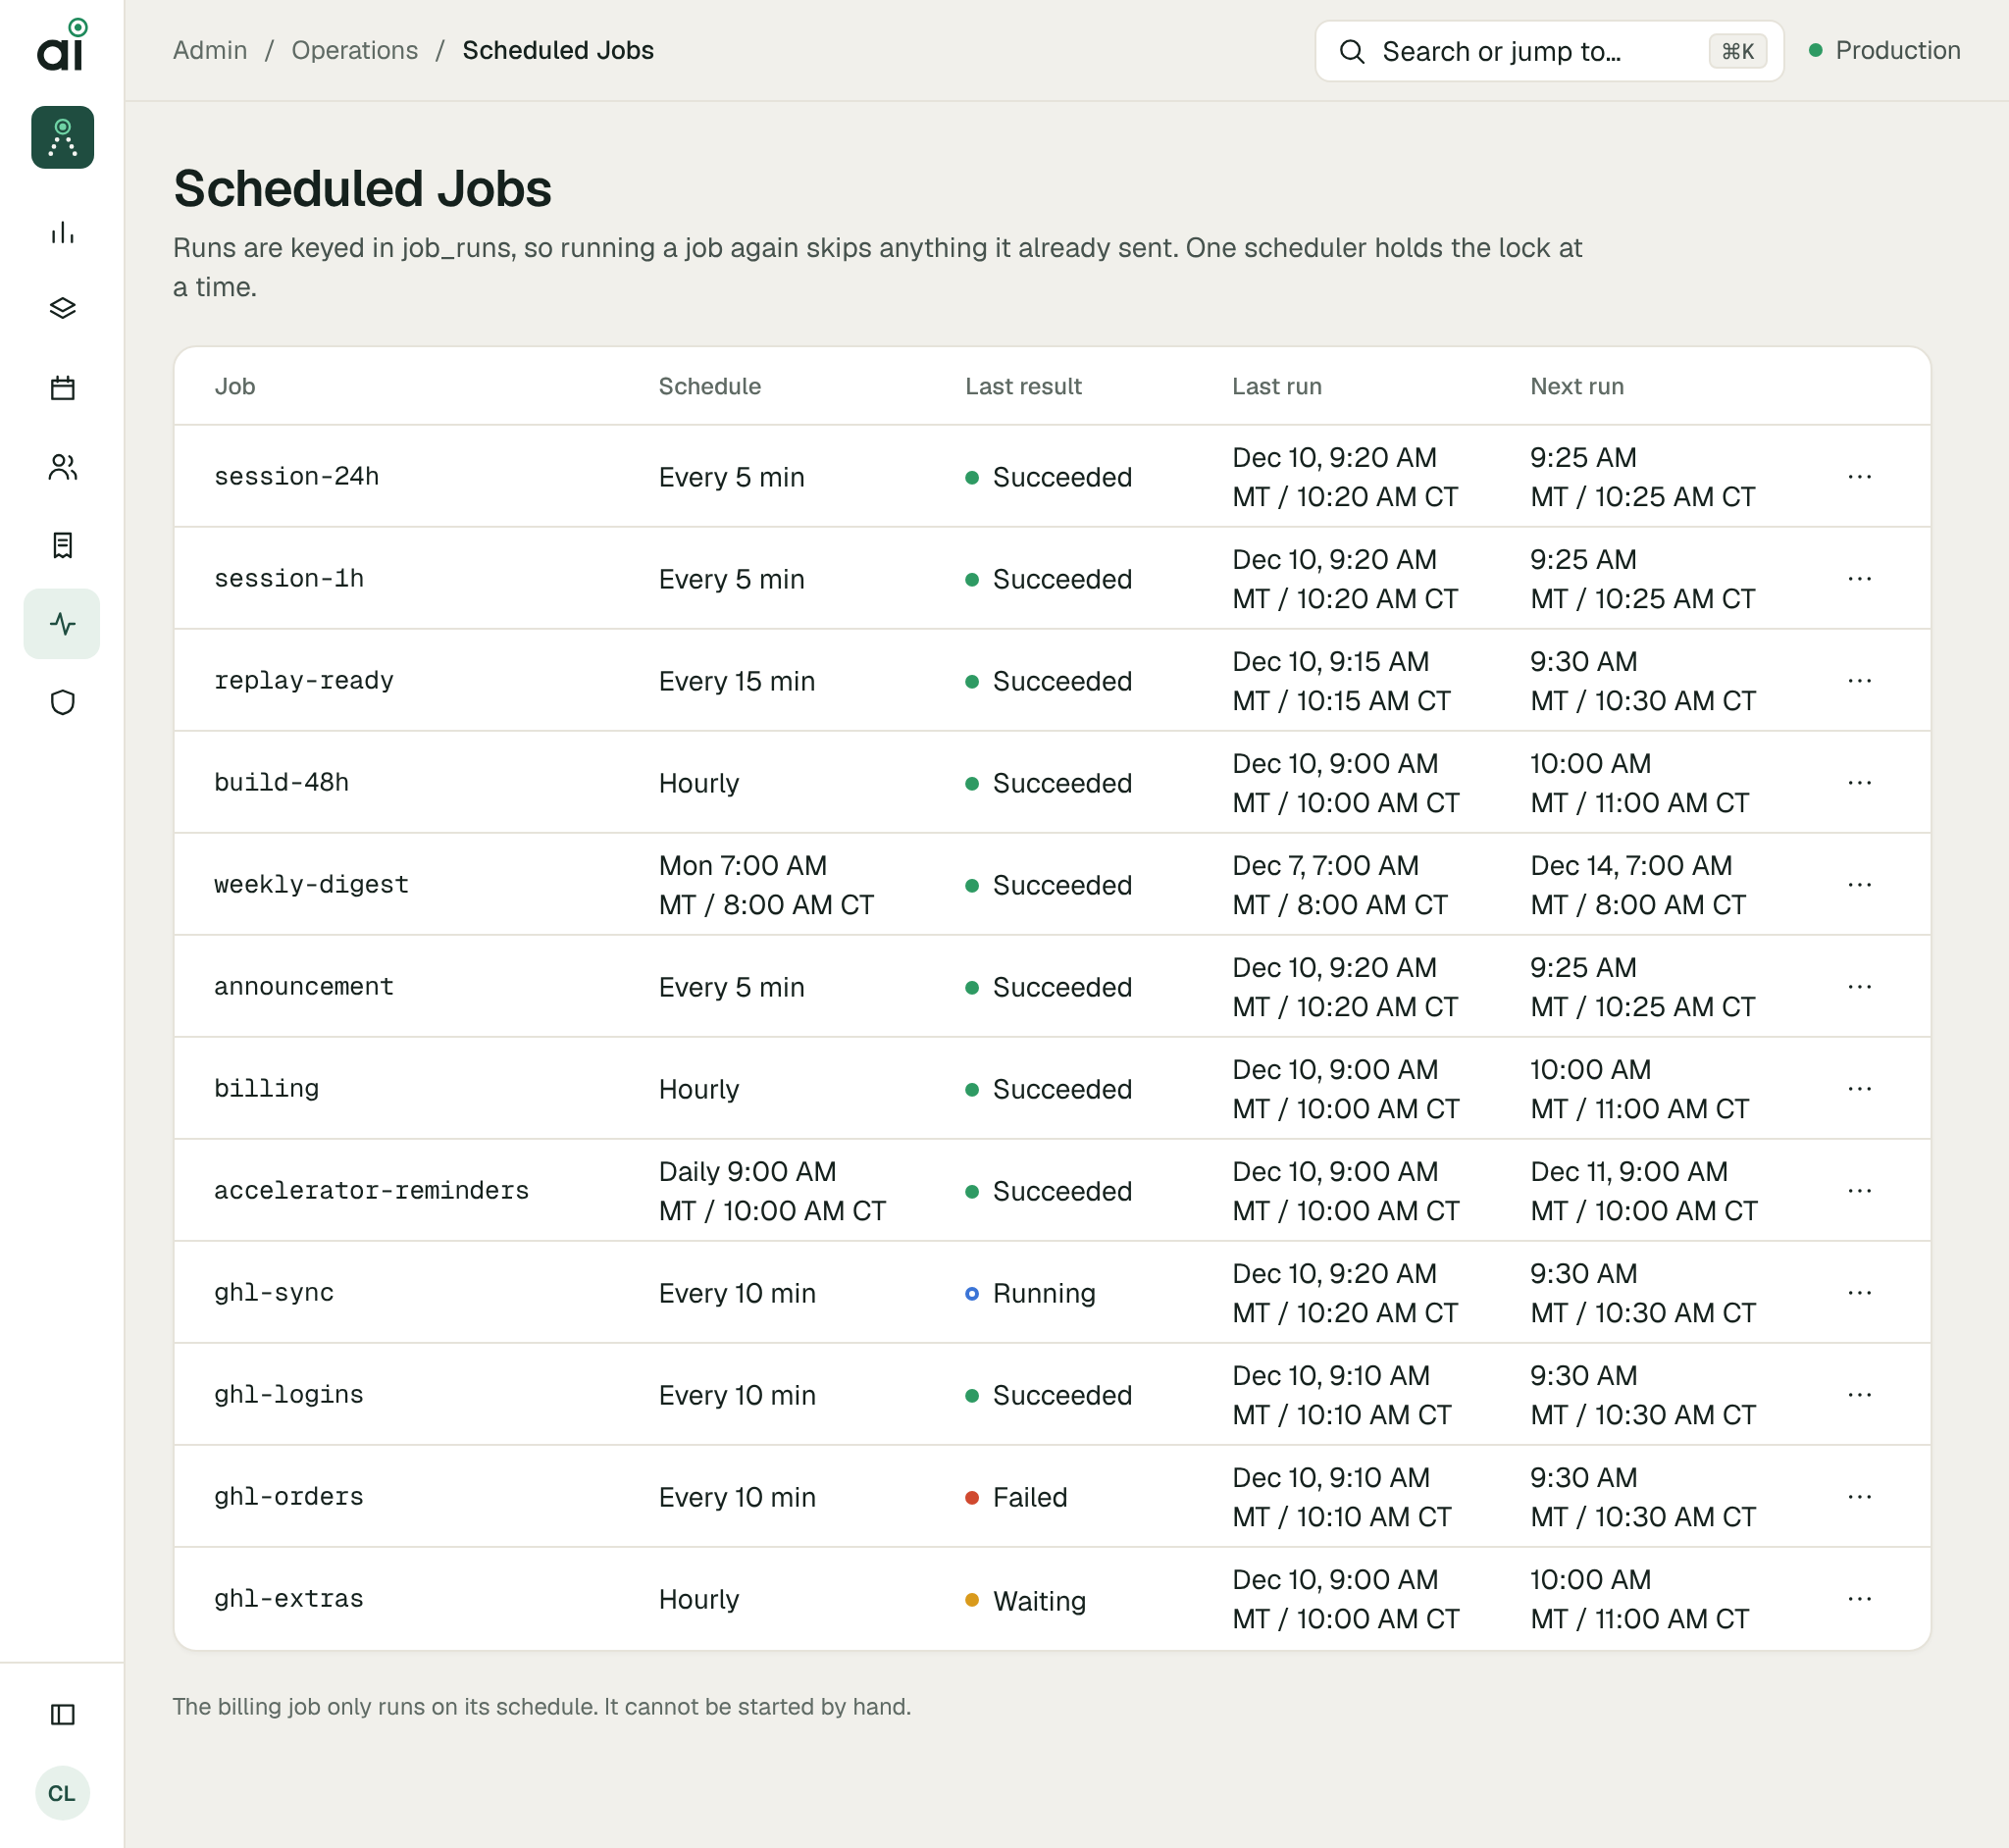 ai
Admin / Operations / Scheduled Jobs
Search or jump to...
⌘K
Production
Scheduled Jobs
Runs are keyed in job_runs, so running a job again skips anything it already sent. One scheduler holds the lock at
a time.
Job Schedule Last result Last run Next run
session-24h Every 5 min Succeeded Dec 10, 9:20 AM 9:25 AM
MT / 10:20 AM CT MT / 10:25 AM CT
session-1h Every 5 min Succeeded Dec 10, 9:20 AM 9:25 AM
MT / 10:20 AM CT MT / 10:25 AM CT
replay-ready Every 15 min Succeeded Dec 10, 9:15 AM 9:30 AM
MT / 10:15 AM CT MT / 10:30 AM CT
build-48h Hourly Succeeded Dec 10, 9:00 AM 10:00 AM
MT / 10:00 AM CT MT / 11:00 AM CT
weekly-digest Mon 7:00 AM Succeeded Dec 7, 7:00 AM Dec 14, 7:00 AM
MT / 8:00 AM CT MT / 8:00 AM CT MT / 8:00 AM CT
announcement Every 5 min Succeeded Dec 10, 9:20 AM 9:25 AM
MT / 10:20 AM CT MT / 10:25 AM CT
billing Hourly Succeeded Dec 10, 9:00 AM 10:00 AM
MT / 10:00 AM CT MT / 11:00 AM CT
accelerator-reminders Daily 9:00 AM Succeeded Dec 10, 9:00 AM Dec 11, 9:00 AM
MT / 10:00 AM CT MT / 10:00 AM CT MT / 10:00 AM CT
ghl-sync Every 10 min Running Dec 10, 9:20 AM 9:30 AM
MT / 10:20 AM CT MT / 10:30 AM CT
ghl-logins Every 10 min Succeeded Dec 10, 9:10 AM 9:30 AM
MT / 10:10 AM CT MT / 10:30 AM CT
ghl-orders Every 10 min Failed Dec 10, 9:10 AM 9:30 AM
MT / 10:10 AM CT MT / 10:30 AM CT
ghl-extras Hourly Waiting Dec 10, 9:00 AM 10:00 AM
MT / 10:00 AM CT MT / 11:00 AM CT
The billing job only runs on its schedule. It cannot be started by hand.
CL